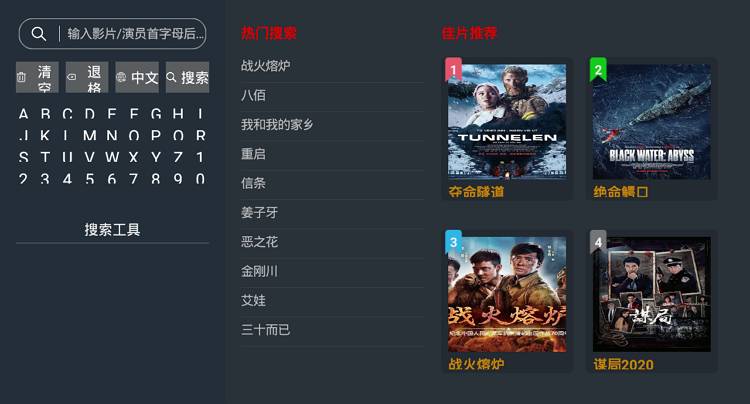 输入影片/演员首字母后...
清空
退格
中文
搜索
A B C D E F G H I
J K L M N O P Q R
S T U V W X Y Z 1
2 3 4 5 6 7 8 9 0
搜索工具
热门搜索
战火熔炉
八佰
我和我的家乡
重启
信条
姜子牙
恶之花
金刚川
艾娃
三十而已
佳片推荐
1
TUNNELEN
夺命隧道
2
BLACK WATER: ABYSS
绝命鳄口
3
战火熔炉
战火熔炉
4
谋局
谋局2020